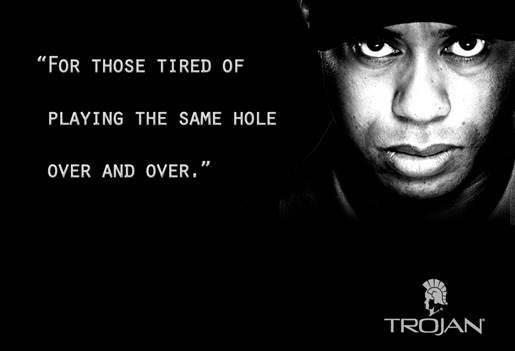 “FOR THOSE TIRED OF
PLAYING THE SAME HOLE
OVER AND OVER.”
TROJAN